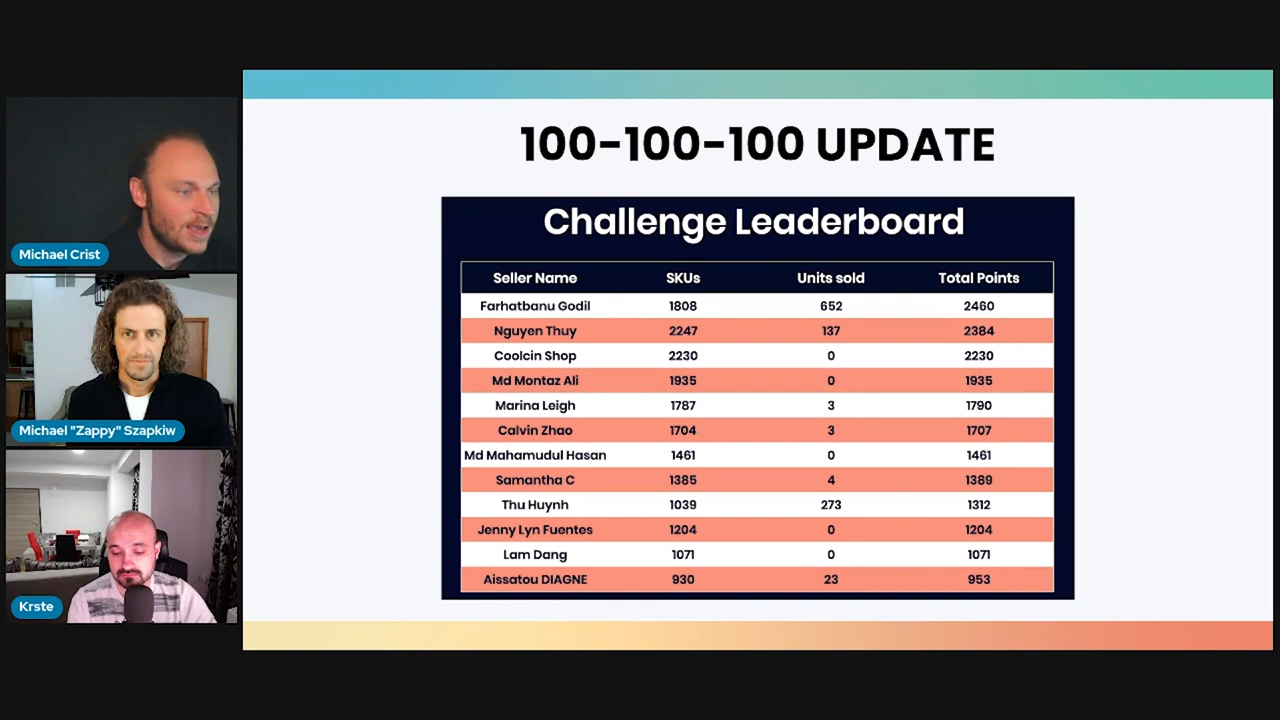 100-100-100 UPDATE
Challenge Leaderboard
Seller Name SKUs Units sold Total Points
Farhatbanu Godil 1808 652 2460
Nguyen Thuy 2247 137 2384
Coolcin Shop 2230 0 2230
Md Montaz Ali 1935 0 1935
Marina Leigh 1787 3 1790
Calvin Zhao 1704 3 1707
Md Mahamudul Hasan 1461 0 1461
Samantha C 1385 4 1389
Thu Huynh 1039 273 1312
Jenny Lyn Fuentes 1204 0 1204
Lam Dang 1071 0 1071
Aissatou DIAGNE 930 23 953
Michael Crist
Michael "Zappy" Szapkiw
Krste